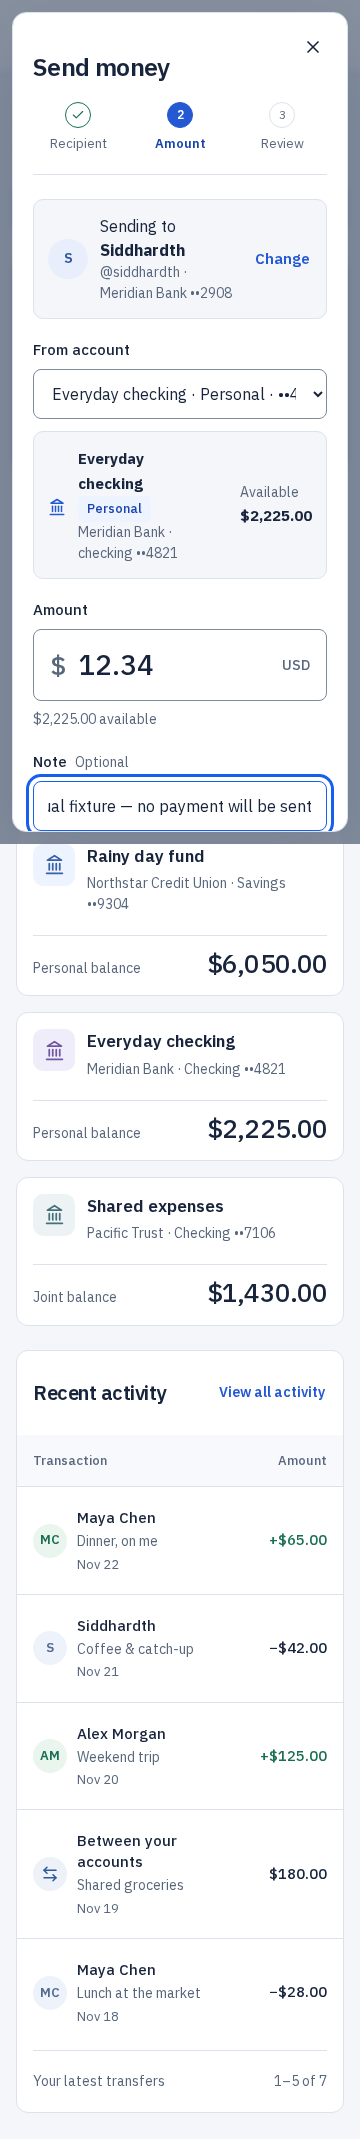 Send money
2
3
Recipient
Amount
Review
Sending to
S
Siddhardth
Change
@siddhardth ·
Meridian Bank ••2908
From account
Everyday checking · Personal · ••4
Everyday
checking
Personal
Meridian Bank ·
checking ••4821
Available
$2,225.00
Amount
$ 12.34 USD
$2,225.00 available
Note Optional
ual fixture — no payment will be sent
Rainy day fund
Northstar Credit Union · Savings
••9304
Personal balance $6,050.00
Everyday checking
Meridian Bank · Checking ••4821
Personal balance $2,225.00
Shared expenses
Pacific Trust · Checking ••7106
Joint balance $1,430.00
Recent activity View all activity
Transaction Amount
Maya Chen
MC Dinner, on me +$65.00
Nov 22
Siddharth
S Coffee & catch-up −$42.00
Nov 21
Alex Morgan
AM Weekend trip +$125.00
Nov 20
Between your
accounts
$180.00
Shared groceries
Nov 19
Maya Chen
MC Lunch at the market −$28.00
Nov 18
Your latest transfers 1–5 of 7